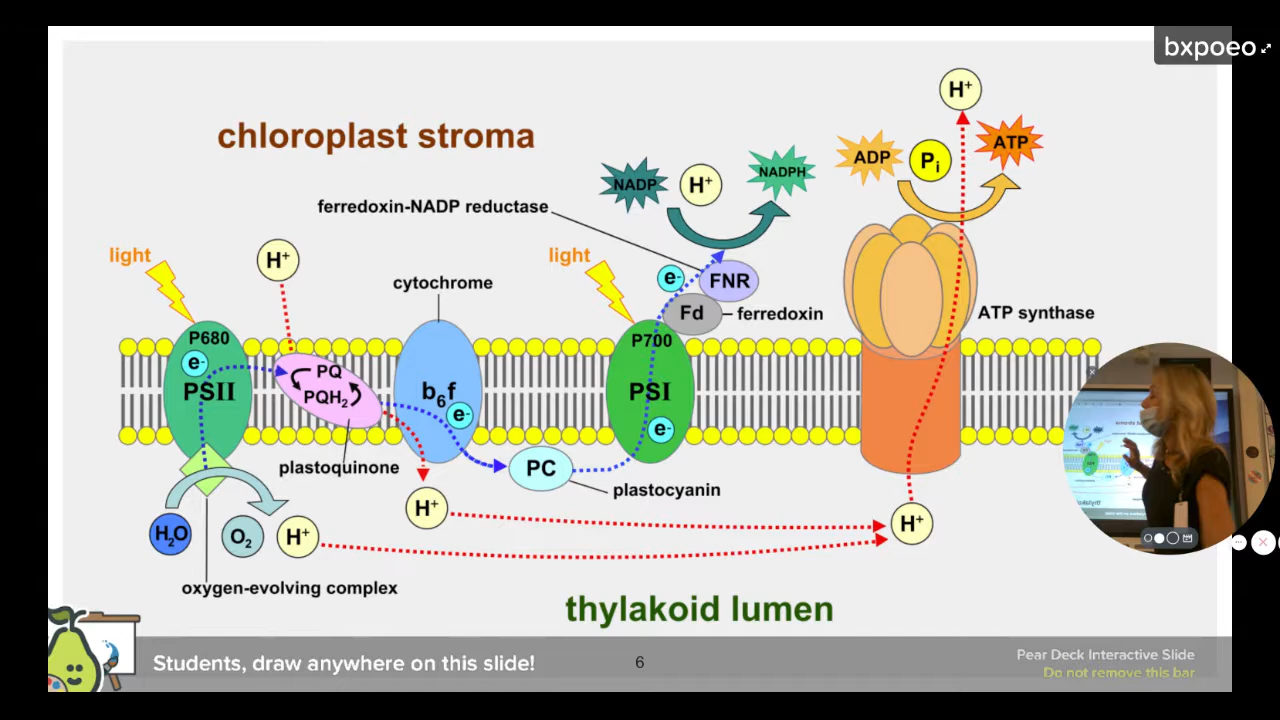 bxpoeo
H⁺
chloroplast stroma
ADP
Pi
ATP
NADP
H⁺
NADPH
ferredoxin-NADP reductase
light
H⁺
light
cytochrome
e⁻
FNR
Fd
ferredoxin
ATP synthase
P680
e⁻
PSII
PQ
PQH₂
b₆f
e⁻
P700
PSI
e⁻
plastoquinone
PC
plastocyanin
H⁺
H⁺
H₂O
O₂
H⁺
oxygen-evolving complex
thylakoid lumen
Students, draw anywhere on this slide!
6
Pear Deck Interactive Slide
Do not remove this bar